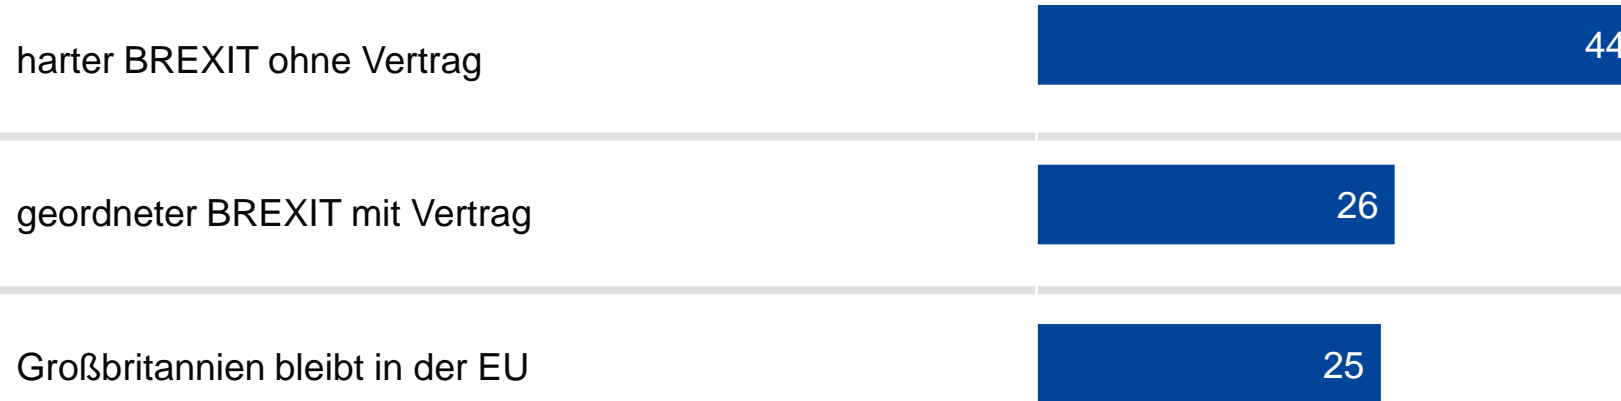 harter BREXIT ohne Vertrag 44
geordneter BREXIT mit Vertrag 26
Großbritannien bleibt in der EU 25